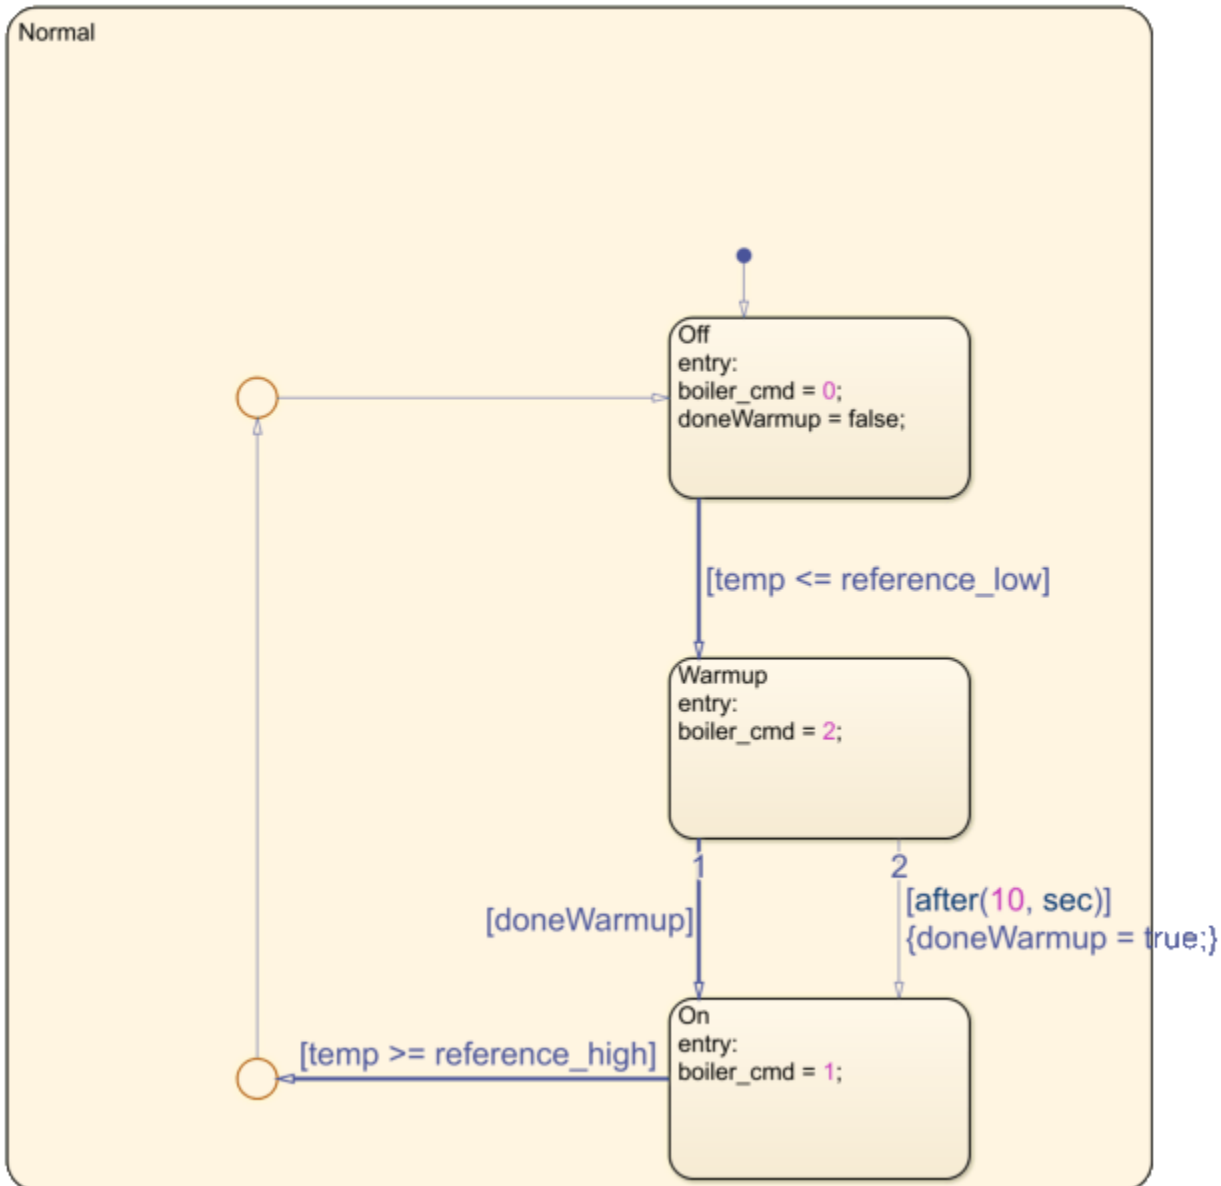 Normal
Off
entry:
boiler_cmd = 0;
doneWarmup = false;
[temp <= reference_low]
Warmup
entry:
boiler_cmd = 2;
1
2
[doneWarmup]
[after(10, sec)]
{doneWarmup = true;}
On
entry:
boiler_cmd = 1;
[temp >= reference_high]